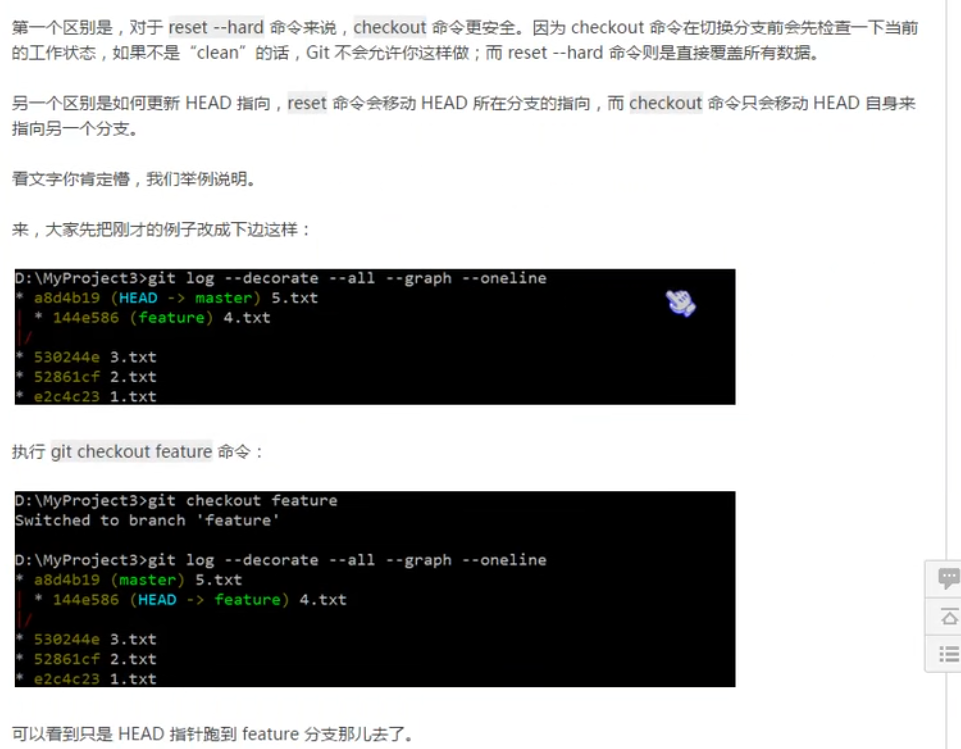 第一个区别是，对于 reset --hard 命令来说，checkout 命令更安全。因为 checkout 命令在切换分支前会先检查一下当前
的工作状态，如果不是“clean”的话，Git 不会允许你这样做；而 reset --hard 命令则是直接覆盖所有数据。
另一个区别是如何更新 HEAD 指向，reset 命令会移动 HEAD 所在分支的指向，而 checkout 命令只会移动 HEAD 自身来
指向另一个分支。
看文字你肯定懵，我们举例说明。
来，大家先把刚才的例子改成下边这样：
D:\MyProject3>git log --decorate --all --graph --oneline
* a8d4b19 (HEAD -> master) 5.txt
| * 144e586 (feature) 4.txt
|/
* 530244e 3.txt
* 52861cf 2.txt
* e2c4c23 1.txt
执行 git checkout feature 命令：
D:\MyProject3>git checkout feature
Switched to branch 'feature'
D:\MyProject3>git log --decorate --all --graph --oneline
* a8d4b19 (master) 5.txt
| * 144e586 (HEAD -> feature) 4.txt
|/
* 530244e 3.txt
* 52861cf 2.txt
* e2c4c23 1.txt
可以看到只是 HEAD 指针跑到 feature 分支那儿去了。